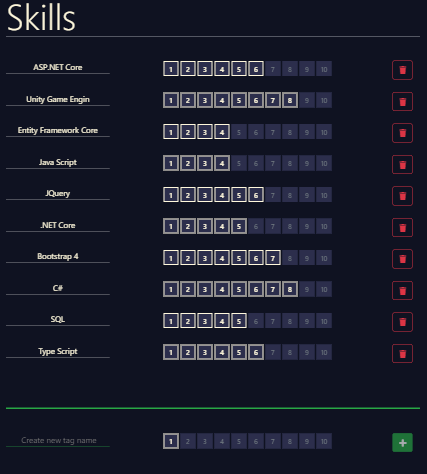 Skills
ASP.NET Core 1 2 3 4 5 6 7 8 9 10
Unity Game Engin 1 2 3 4 5 6 7 8 9 10
Entity Framework Core 1 2 3 4 5 6 7 8 9 10
Java Script 1 2 3 4 5 6 7 8 9 10
JQuery 1 2 3 4 5 6 7 8 9 10
.NET Core 1 2 3 4 5 6 7 8 9 10
Bootstrap 4 1 2 3 4 5 6 7 8 9 10
C# 1 2 3 4 5 6 7 8 9 10
SQL 1 2 3 4 5 6 7 8 9 10
Type Script 1 2 3 4 5 6 7 8 9 10
Create new tag name 1 2 3 4 5 6 7 8 9 10